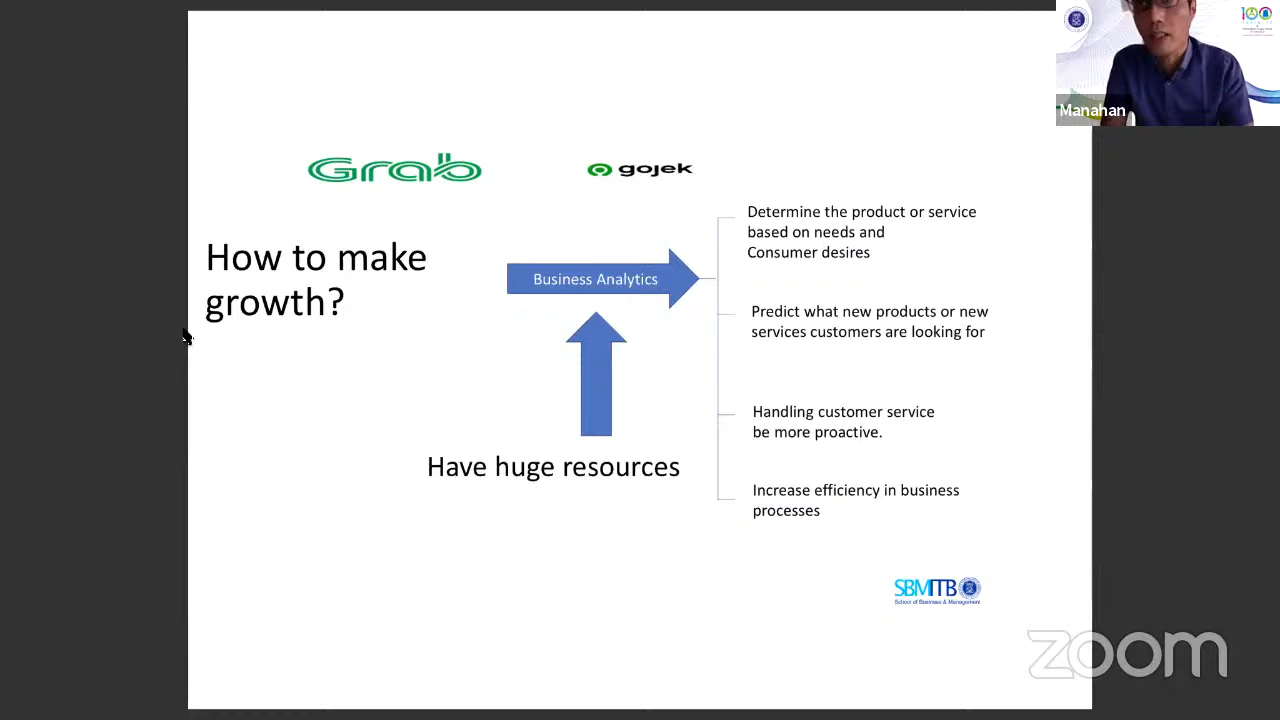 Manahan
100
Grab
gojek
How to make
growth?
Business Analytics
Have huge resources
Determine the product or service
based on needs and
Consumer desires
Predict what new products or new
services customers are looking for
Handling customer service
be more proactive.
Increase efficiency in business
processes
SBMITB
School of Business & Management
zoom